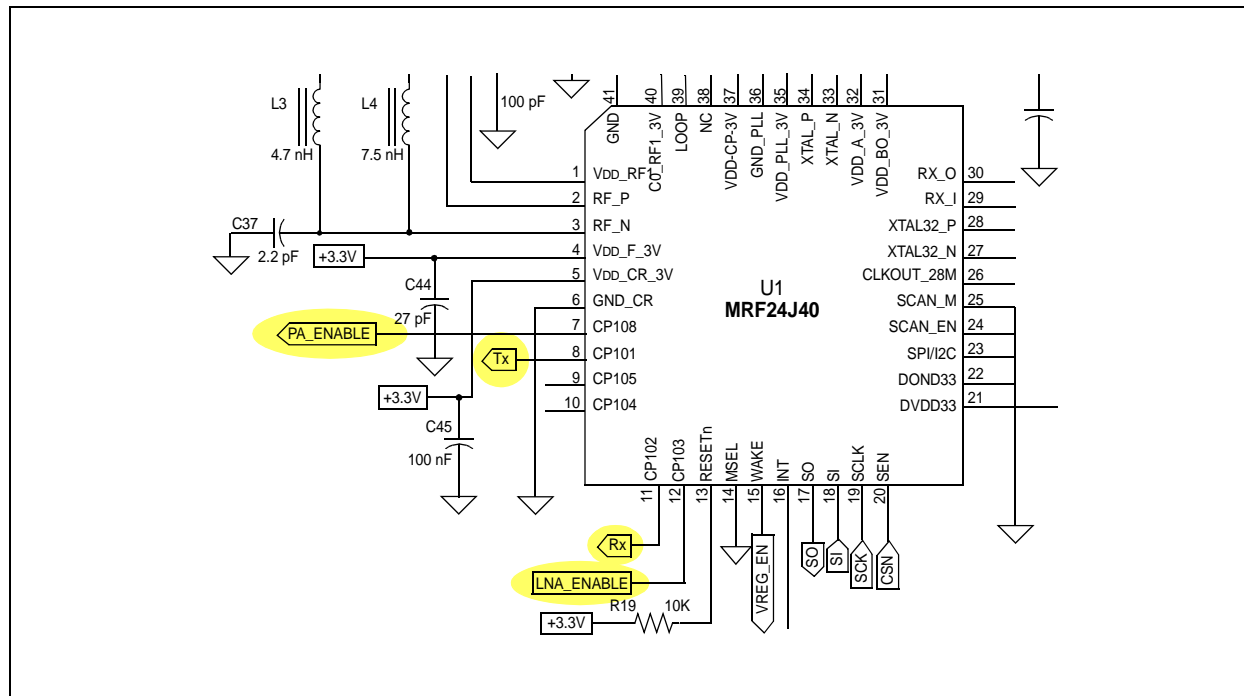 L3
4.7 nH
L4
7.5 nH
100 pF
41
40
39
38
37
36
35
34
33
32
31
GND
C0_RF1_3V
LOOP
NC
VDD-CP-3V
GND_PLL
VDD_PLL_3V
XTAL_P
XTAL_N
VDD_A_3V
VDD_BO_3V
1 VDD_RF1
2 RF_P
3 RF_N
4 VDD_F_3V
5 VDD_CR_3V
6 GND_CR
7 CP108
8 CP101
9 CP105
10 CP104
C37
2.2 pF
+3.3V
C44
27 pF
PA_ENABLE
Tx
+3.3V
C45
100 nF
U1
MRF24J40
RX_O 30
RX_I 29
XTAL32_P 28
XTAL32_N 27
CLKOUT_28M 26
SCAN_M 25
SCAN_EN 24
SPI/I2C 23
DOND33 22
DVDD33 21
CP102
CP103
RESETn
MSEL
WAKE
INT
SO
SI
SCLK
SEN
11
12
13
14
15
16
17
18
19
20
Rx
LNA_ENABLE
R19 10K
+3.3V
VREG_EN
SO
SI
SCK
CSN